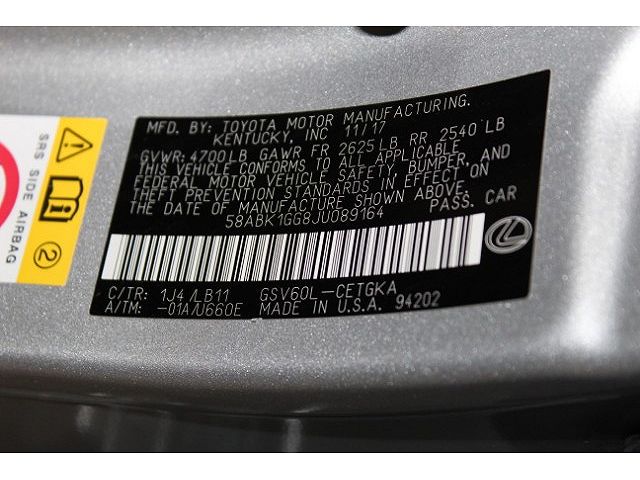 MFD. BY: TOYOTA MOTOR MANUFACTURING.
KENTUCKY, INC 11/17
GVWR: 4700LB GAWR FR 2625LB RR 2540LB
THIS VEHICLE CONFORMS TO ALL APPLICABLE
FEDERAL MOTOR VEHICLE SAFETY, BUMPER, AND
THEFT PREVENTION STANDARDS IN EFFECT ON
THE DATE OF MANUFACTURE SHOWN ABOVE.
58ABK1GG8JU089164 PASS. CAR
C/TR: 1J4 /LB11 GSV60L-CETGKA
A/TM: -01A/U660E MADE IN U.S.A. 94202
SRS SIDE AIRBAG
2